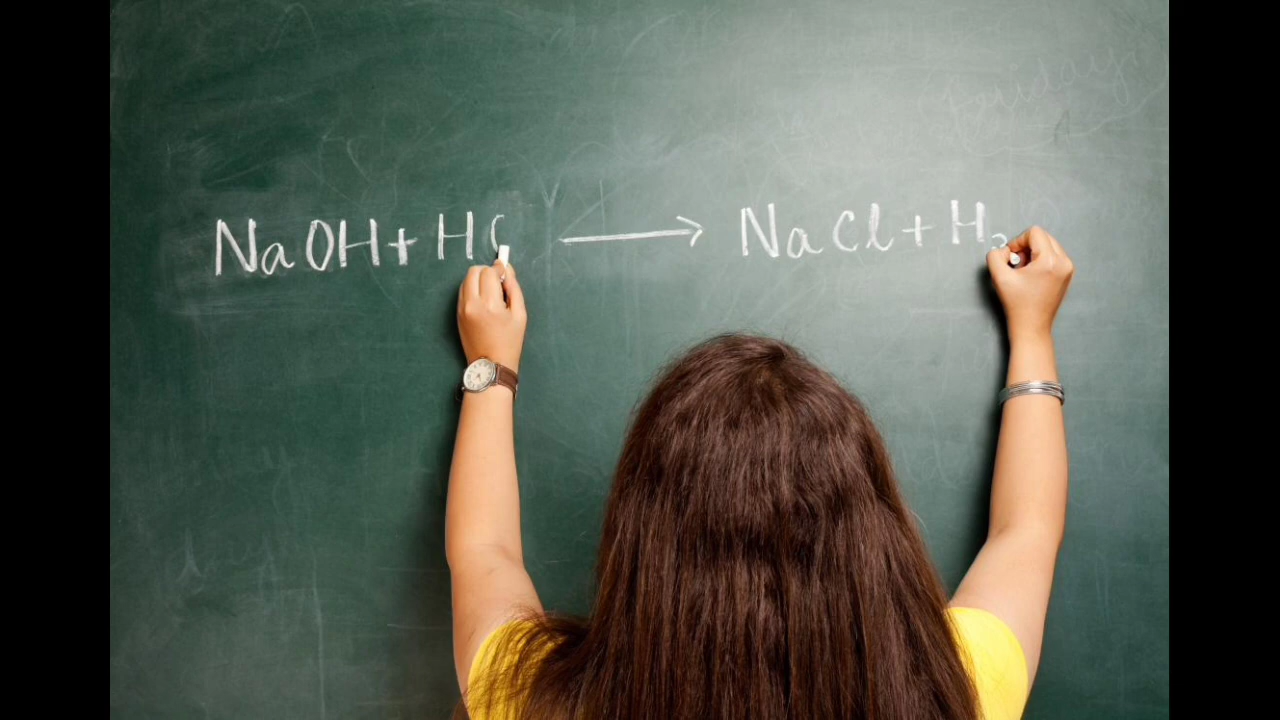 NaOH + HC → NaCl + H₂